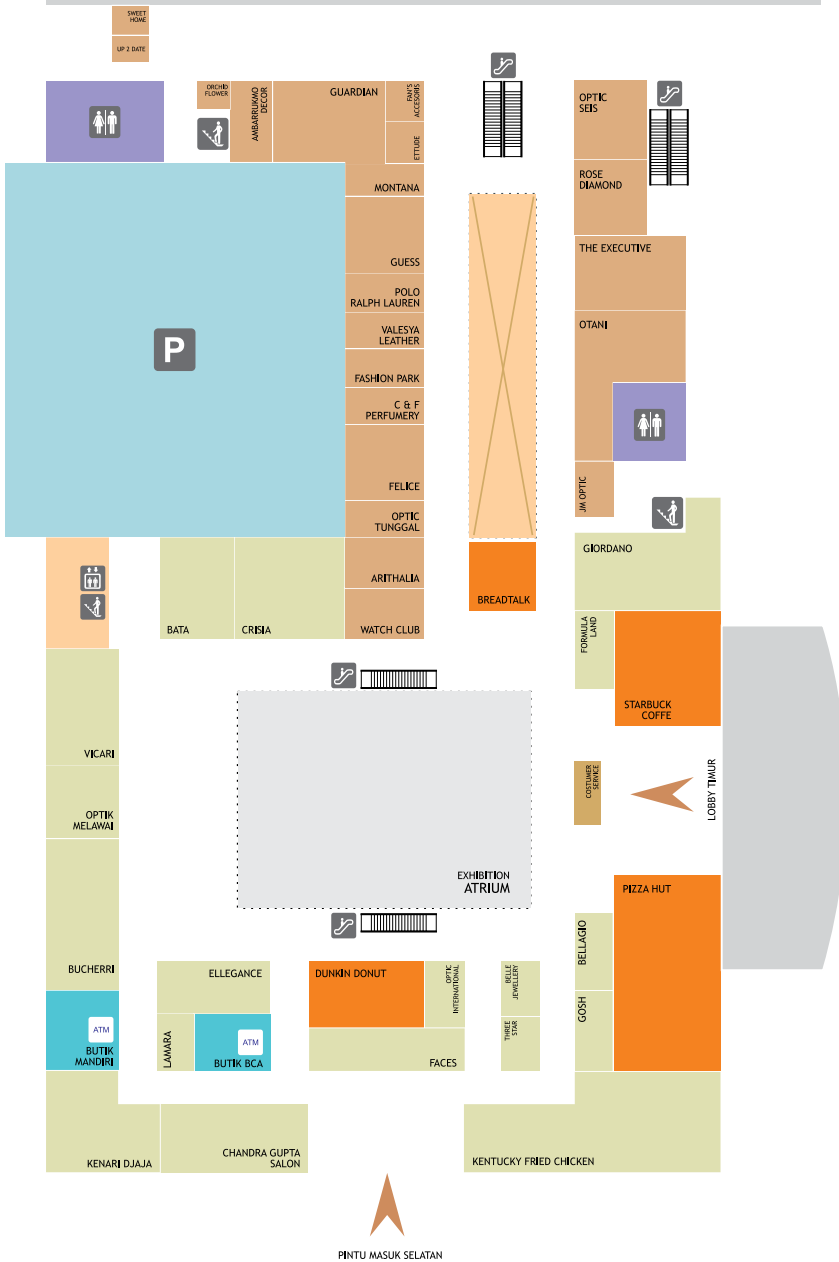 SWEET
HOME
UP 2 DATE
ORCHID
FLOWER
AMBARRUKMO
DECOR
GUARDIAN
FAN'S
ACCESORIS
ETTUDE
OPTIC
SEIS
ROSE
DIAMOND
MONTANA
GUESS
THE EXECUTIVE
POLO
RALPH LAUREN
VALESYA
LEATHER
OTANI
P
FASHION PARK
C & F
PERFUMERY
FELICE
JM OPTIC
OPTIC
TUNGGAL
GIORDANO
ARITHALIA
BREADTALK
BATA
CRISIA
WATCH CLUB
FORMULA
LAND
STARBUCK
COFFE
VICARI
COSTUMER
SERVICE
LOBBY TIMUR
OPTIK
MELAWAI
EXHIBITION
ATRIUM
PIZZA HUT
BELLAGIO
BUCHERRI
ELLEGANCE
DUNKIN DONUT
OPTIC
INTERNATIONAL
BELLE
JEWELLERY
GOSH
ATM
BUTIK
MANDIRI
LAMARA
ATM
BUTIK BCA
FACES
THREE
STAR
KENARI DJAJA
CHANDRA GUPTA
SALON
KENTUCKY FRIED CHICKEN
PINTU MASUK SELATAN